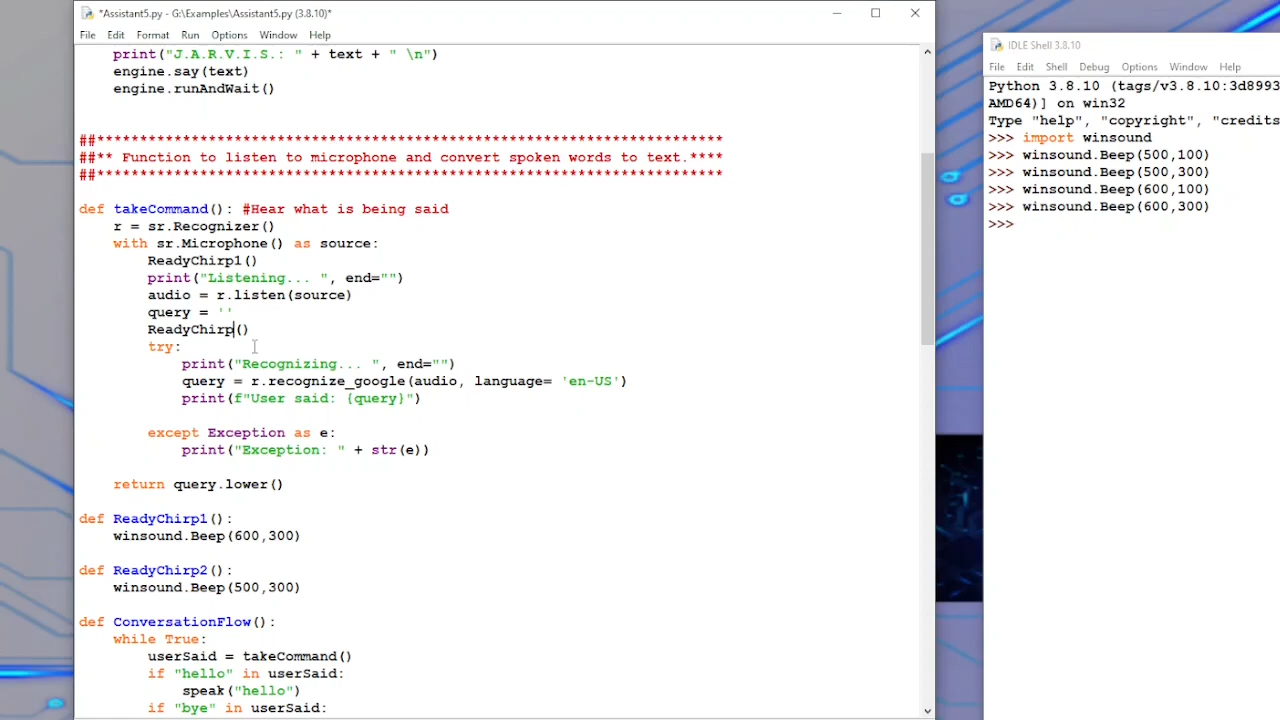 *Assistant5.py - G:\Examples\Assistant5.py (3.8.10)*
File Edit Format Run Options Window Help
print("J.A.R.V.I.S.: " + text + " \n")
engine.say(text)
engine.runAndWait()
##**************************************************************************
##** Function to listen to microphone and convert spoken words to text.****
##**************************************************************************
def takeCommand(): #Hear what is being said
r = sr.Recognizer()
with sr.Microphone() as source:
ReadyChirp1()
print("Listening... ", end="")
audio = r.listen(source)
query = ''
ReadyChirp()
try:
print("Recognizing... ", end="")
query = r.recognize_google(audio, language= 'en-US')
print(f"User said: {query}")
except Exception as e:
print("Exception: " + str(e))
return query.lower()
def ReadyChirp1():
winsound.Beep(600,300)
def ReadyChirp2():
winsound.Beep(500,300)
def ConversationFlow():
while True:
userSaid = takeCommand()
if "hello" in userSaid:
speak("hello")
if "bye" in userSaid:
IDLE Shell 3.8.10
File Edit Shell Debug Options Window Help
Python 3.8.10 (tags/v3.8.10:3d8993
AMD64)] on win32
Type "help", "copyright", "credits
>>> import winsound
>>> winsound.Beep(500,100)
>>> winsound.Beep(500,300)
>>> winsound.Beep(600,100)
>>> winsound.Beep(600,300)
>>>